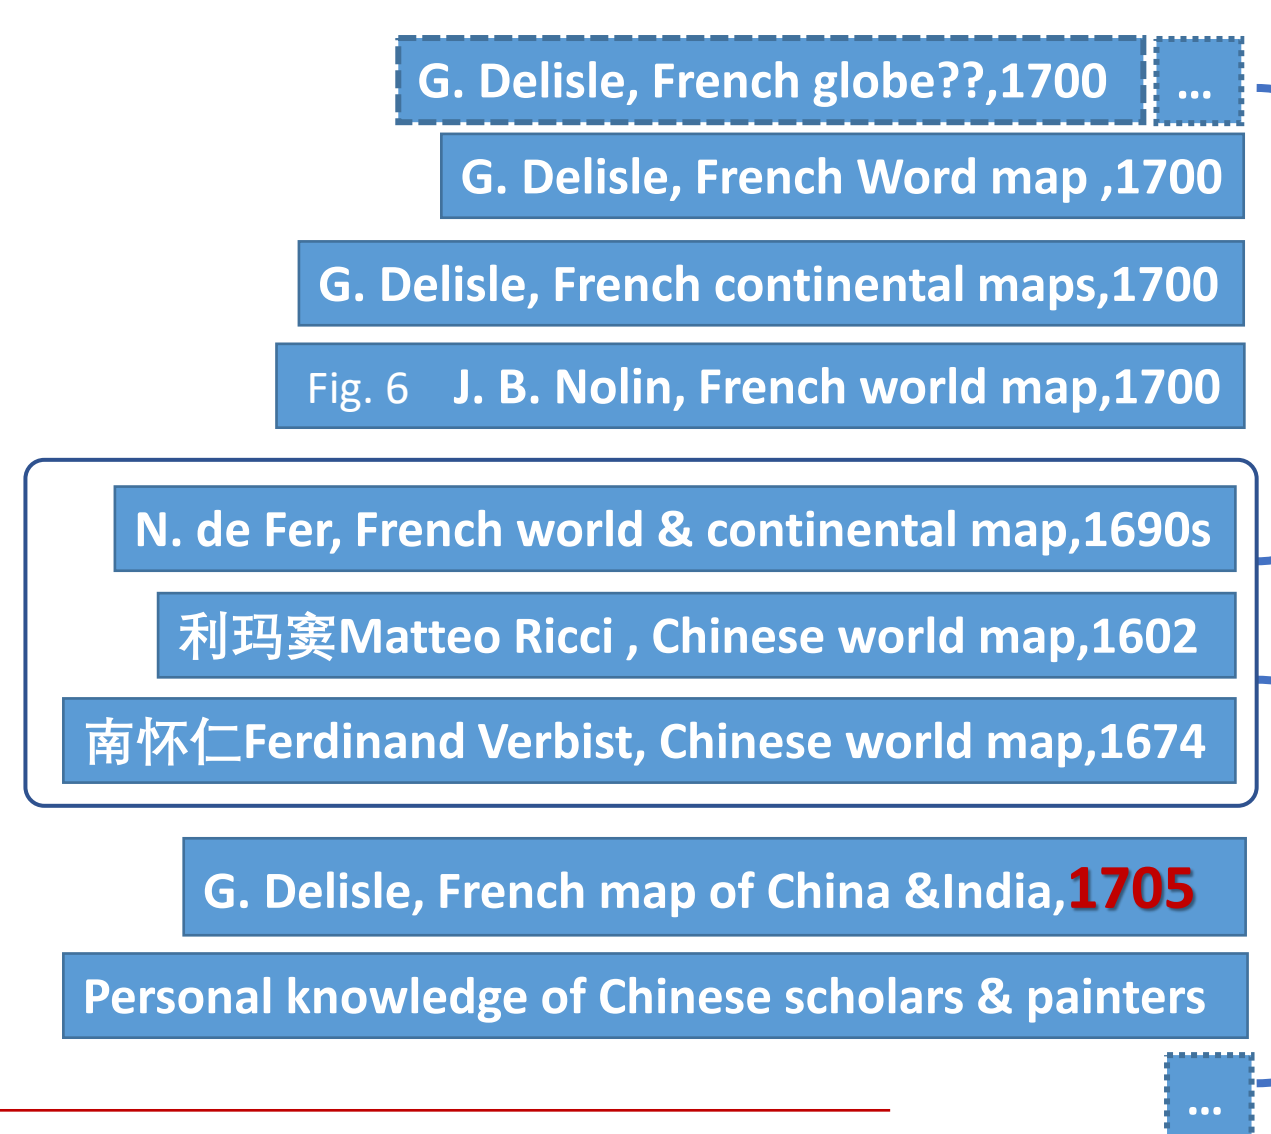 G. Delisle, French globe??,1700 ...
G. Delisle, French Word map ,1700
G. Delisle, French continental maps,1700
Fig. 6 J. B. Nolin, French world map,1700
N. de Fer, French world & continental map,1690s
利玛窦Matteo Ricci , Chinese world map,1602
南怀仁Ferdinand Verbist, Chinese world map,1674
G. Delisle, French map of China &India,1705
Personal knowledge of Chinese scholars & painters
...